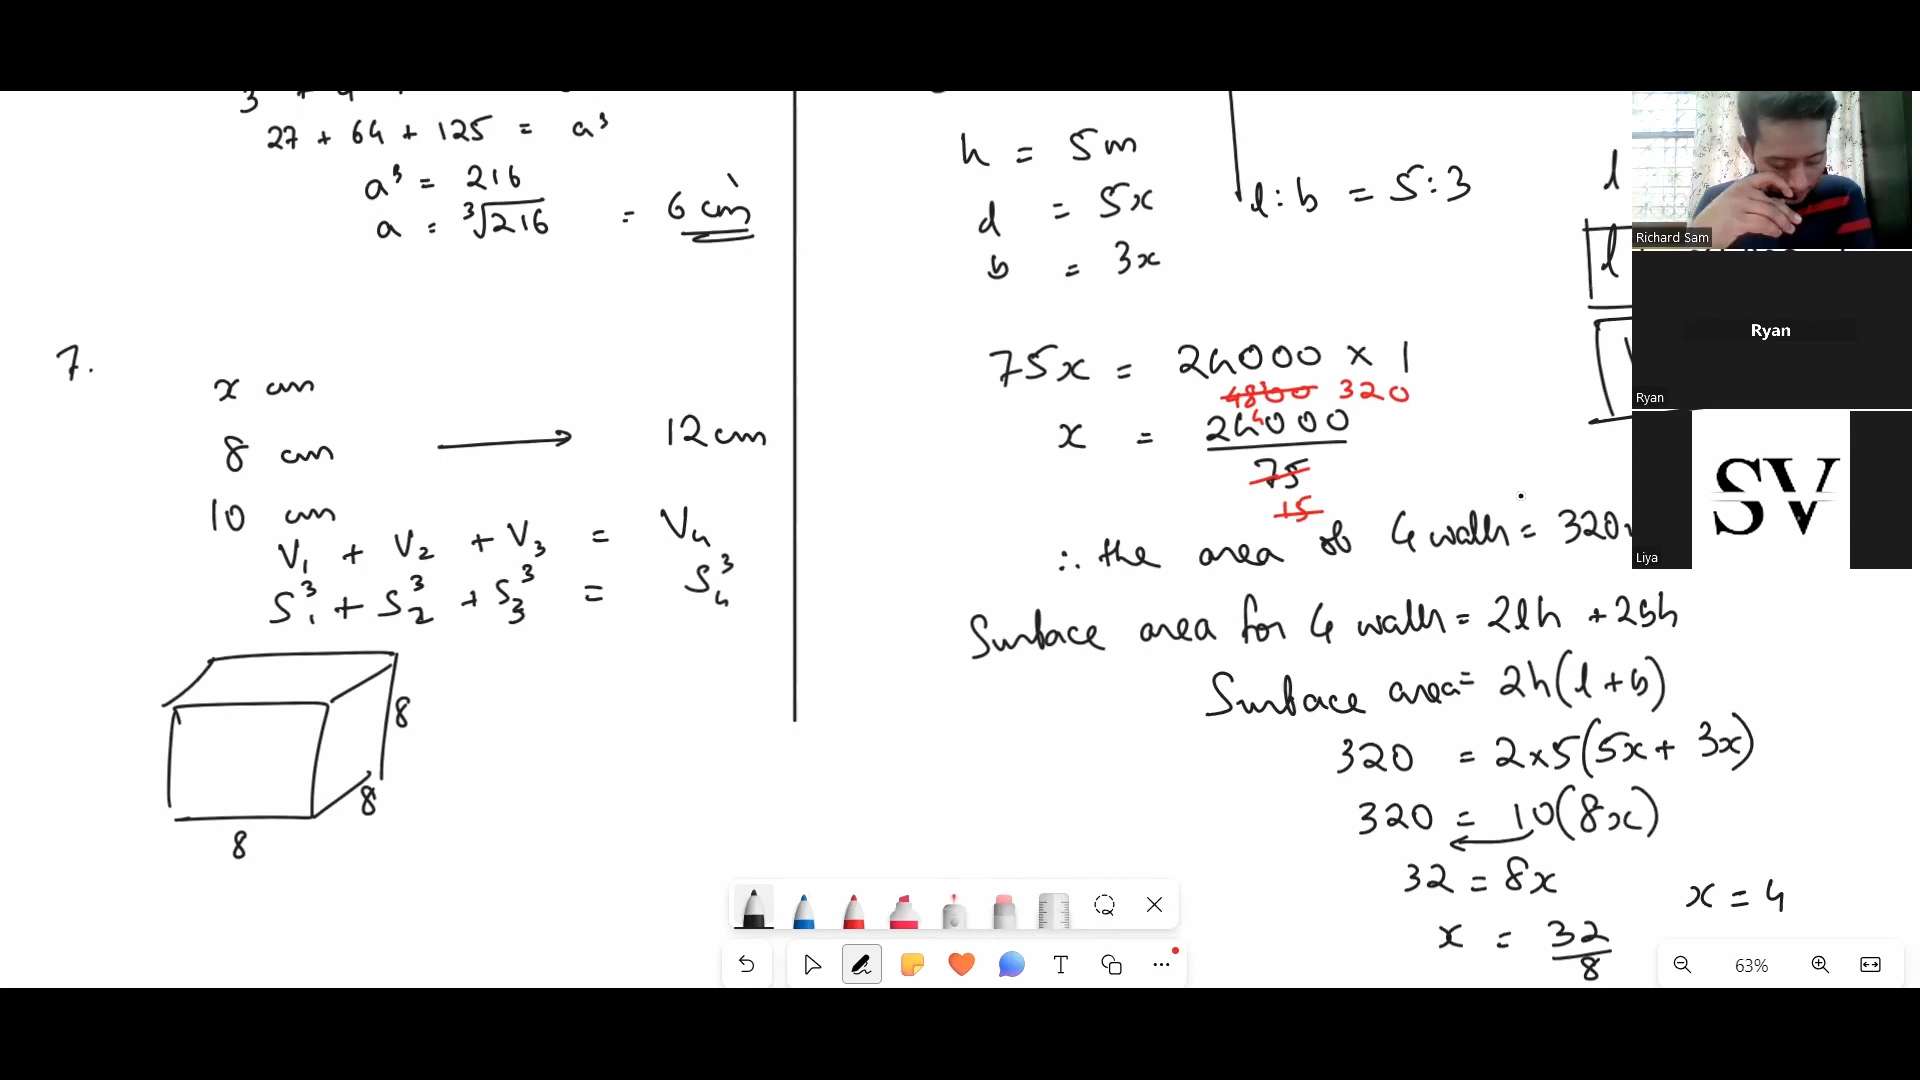 27 + 64 + 125 = a³
a³ = 216
a = ³√216 = 6 cm
7.
x cm
8 cm → 12 cm
10 cm
V₁ + V₂ + V₃ = V₄
S₁³ + S₂³ + S₃³ = S₄³
8
8
8
h = 5m
l = 5x
b = 3x
l : b = 5 : 3
75x = 24000 × 1
4800 320
x = 24000
75
15
∴ the area of 4 walls = 320
Surface area for 4 walls = 2lh + 2bh
Surface area = 2h(l + b)
320 = 2 × 5(5x + 3x)
320 = 10(8x)
32 = 8x
x = 32/8
x = 4
l
l
Richard Sam
Ryan
Ryan
SV
Liya
T
63%